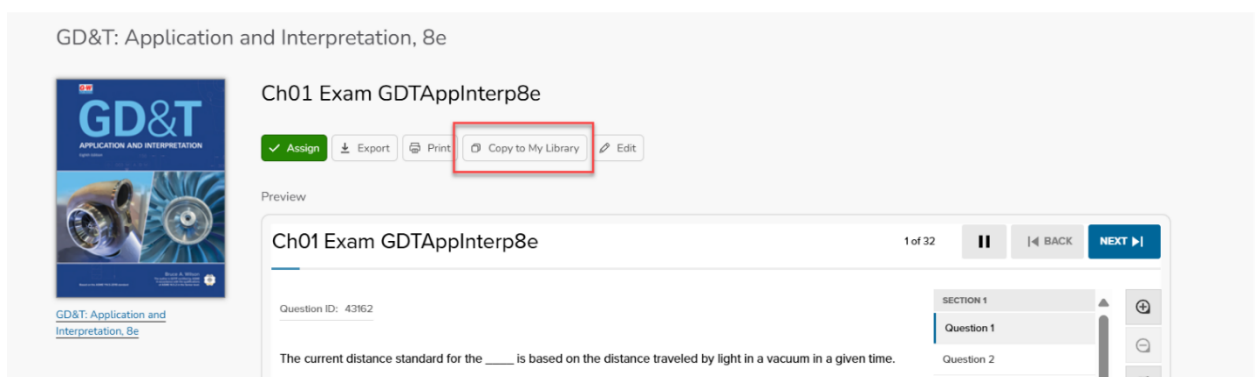 GD&T: Application and Interpretation, 8e
GW
GD&T
APPLICATION AND INTERPRETATION
Bruce A. Wilson
GD&T: Application and
Interpretation, 8e
Ch01 Exam GDTAppInterp8e
Assign Export Print Copy to My Library Edit
Preview
Ch01 Exam GDTAppInterp8e
1 of 32
BACK
NEXT
Question ID: 43162
The current distance standard for the ____ is based on the distance traveled by light in a vacuum in a given time.
SECTION 1
Question 1
Question 2